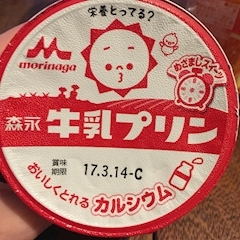 栄養とってる?
morinaga
めざましスイーツ
森永 牛乳プリン
賞味
期限 17.3.14-C
おいしくとれるカルシウム